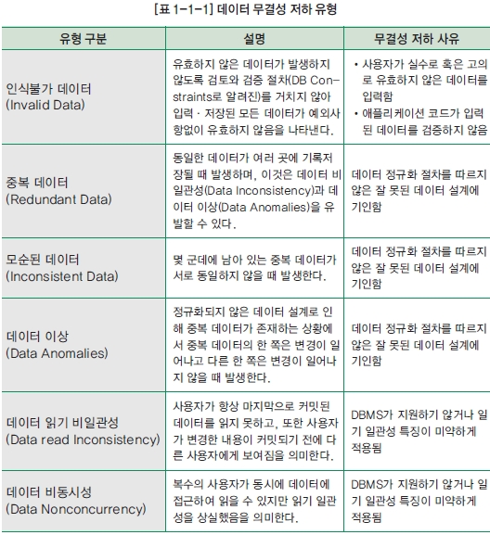 [표 1-1-1] 데이터 무결성 저하 유형
유형 구분
설명
무결성 저하 사유
인식불가 데이터
(Invalid Data)
유효하지 않은 데이터가 발생하지
않도록 검토와 검증 절차(DB Con-
straints로 알려진)를 거치지 않아
입력·저장된 모든 데이터가 예외사
항없이 유효하지 않음을 나타낸다.
• 사용자가 실수로 혹은 고의
로 유효하지 않은 데이터를
입력함
• 애플리케이션 코드가 입력
된 데이터를 검증하지 않음
중복 데이터
(Redundant Data)
동일한 데이터가 여러 곳에 기록저
장될 때 발생하며, 이것은 데이터 비
일관성(Data Inconsistency)과 데
이터 이상(Data Anomalies)을 유
발할 수 있다.
데이터 정규화 절차를 따르지
않은 잘 못된 데이터 설계에
기인함
모순된 데이터
(Inconsistent Data)
몇 군데에 남아 있는 중복 데이터가
서로 동일하지 않을 때 발생한다.
데이터 정규화 절차를 따르지
않은 잘 못된 데이터 설계에
기인함
데이터 이상
(Data Anomalies)
정규화되지 않은 데이터 설계로 인
해 중복 데이터가 존재하는 상황에
서 중복 데이터의 한 쪽은 변경이 일
어나고 다른 한 쪽은 변경이 일어나
지 않을 때 발생한다.
데이터 정규화 절차를 따르지
않은 잘 못된 데이터 설계에
기인함
데이터 읽기 비일관성
(Data read Inconsistency)
사용자가 항상 마지막으로 커밋된
데이터를 읽지 못하고, 또한 사용자
가 변경한 내용이 커밋되기 전에 다
른 사용자에게 보여짐을 의미한다.
DBMS가 지원하기 않거나 일
기 일관성 특징이 미약하게
적용됨
데이터 비동시성
(Data Nonconcurrency)
복수의 사용자가 동시에 데이터에
접근하여 읽을 수 있지만 읽기 일관
성을 상실했음을 의미한다.
DBMS가 지원하기 않거나 일
기 일관성 특징이 미약하게
적용됨